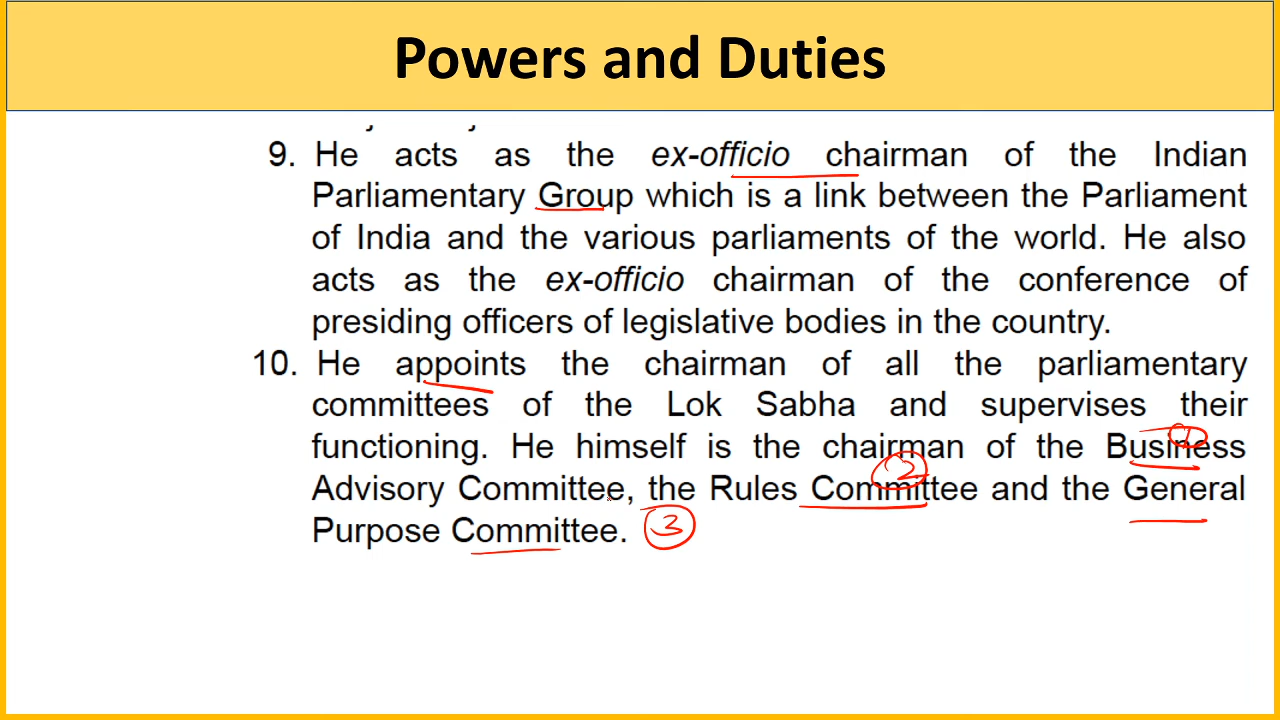 Powers and Duties
9. He acts as the ex-officio chairman of the Indian
Parliamentary Group which is a link between the Parliament
of India and the various parliaments of the world. He also
acts as the ex-officio chairman of the conference of
presiding officers of legislative bodies in the country.
10. He appoints the chairman of all the parliamentary
committees of the Lok Sabha and supervises their
functioning. He himself is the chairman of the Business
1
Advisory Committee, the Rules Committee and the General
2
Purpose Committee. 3